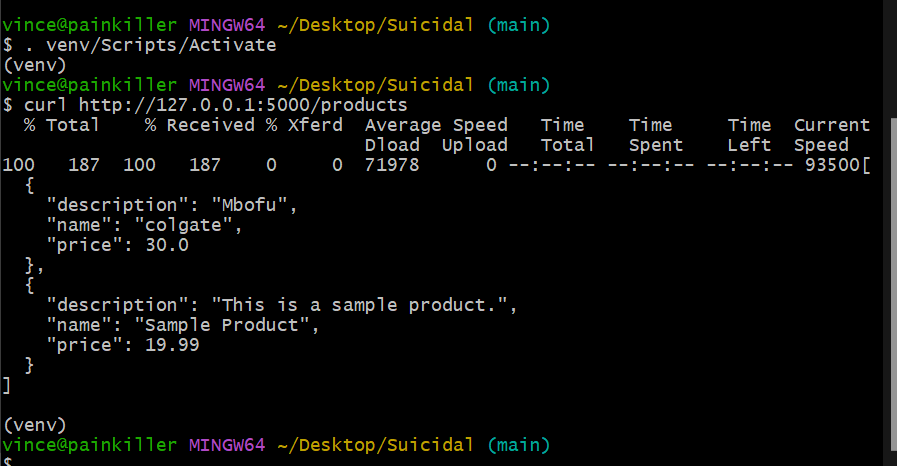 vince@painkiller MINGW64 ~/Desktop/Suicidal (main)
$ . venv/Scripts/Activate
(venv)
vince@painkiller MINGW64 ~/Desktop/Suicidal (main)
$ curl http://127.0.0.1:5000/products
  % Total    % Received % Xferd  Average Speed   Time    Time     Time  Current
                                 Dload  Upload   Total   Spent    Left  Speed
100   187  100   187    0     0  71978      0 --:--:-- --:--:-- --:--:-- 93500[
  {
    "description": "Mbofu",
    "name": "colgate",
    "price": 30.0
  },
  {
    "description": "This is a sample product.",
    "name": "Sample Product",
    "price": 19.99
  }
]
(venv)
vince@painkiller MINGW64 ~/Desktop/Suicidal (main)
$